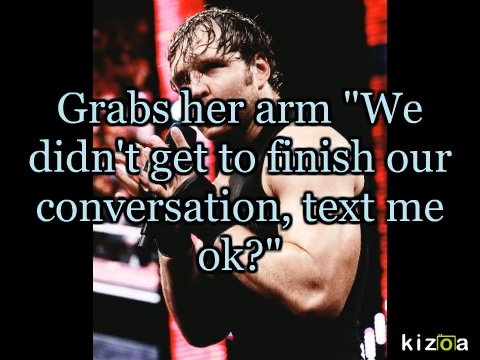 Grabs her arm "We
didn't get to finish our
conversation, text me
ok?"
kizoa